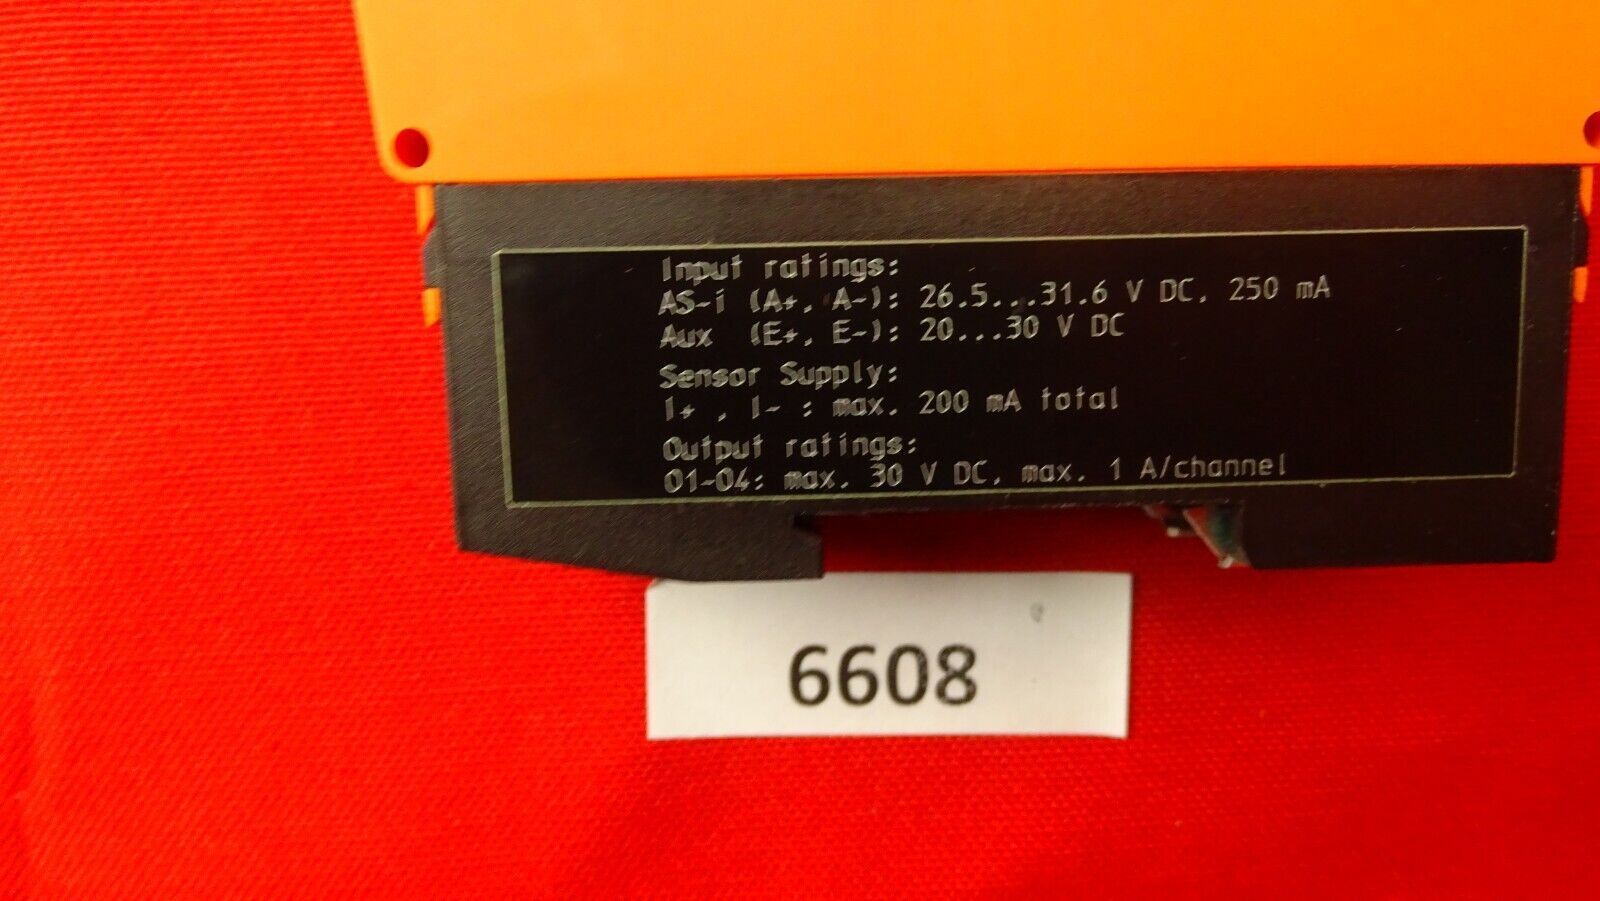 Input ratings:
AS-i (A+, A-): 26.5...31.6 V DC, 250 mA
Aux (E+, E-): 20...30 V DC
Sensor Supply:
I+ , I- : max. 200 mA total
Output ratings:
O1-O4: max. 30 V DC, max. 1 A/channel
6608